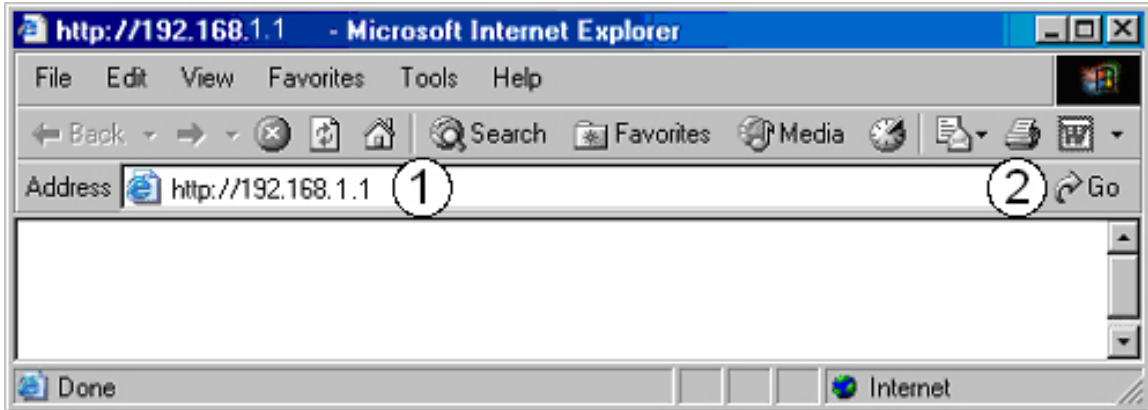 http://192.168.1.1 - Microsoft Internet Explorer
File Edit View Favorites Tools Help
Back Search Favorites Media W
Address http://192.168.1.1 1 2 Go
Done Internet